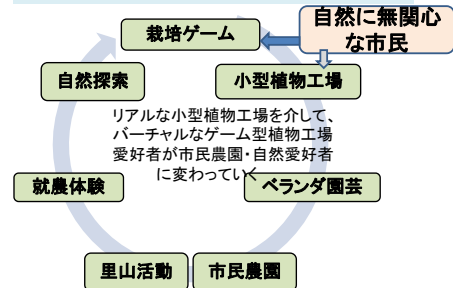 自然に無関心
な市民
栽培ゲーム
自然探索
小型植物工場
リアルな小型植物工場を介して、
バーチャルなゲーム型植物工場
愛好者が市民農園・自然愛好者
に変わっていく
就農体験
ベランダ園芸
里山活動
市民農園